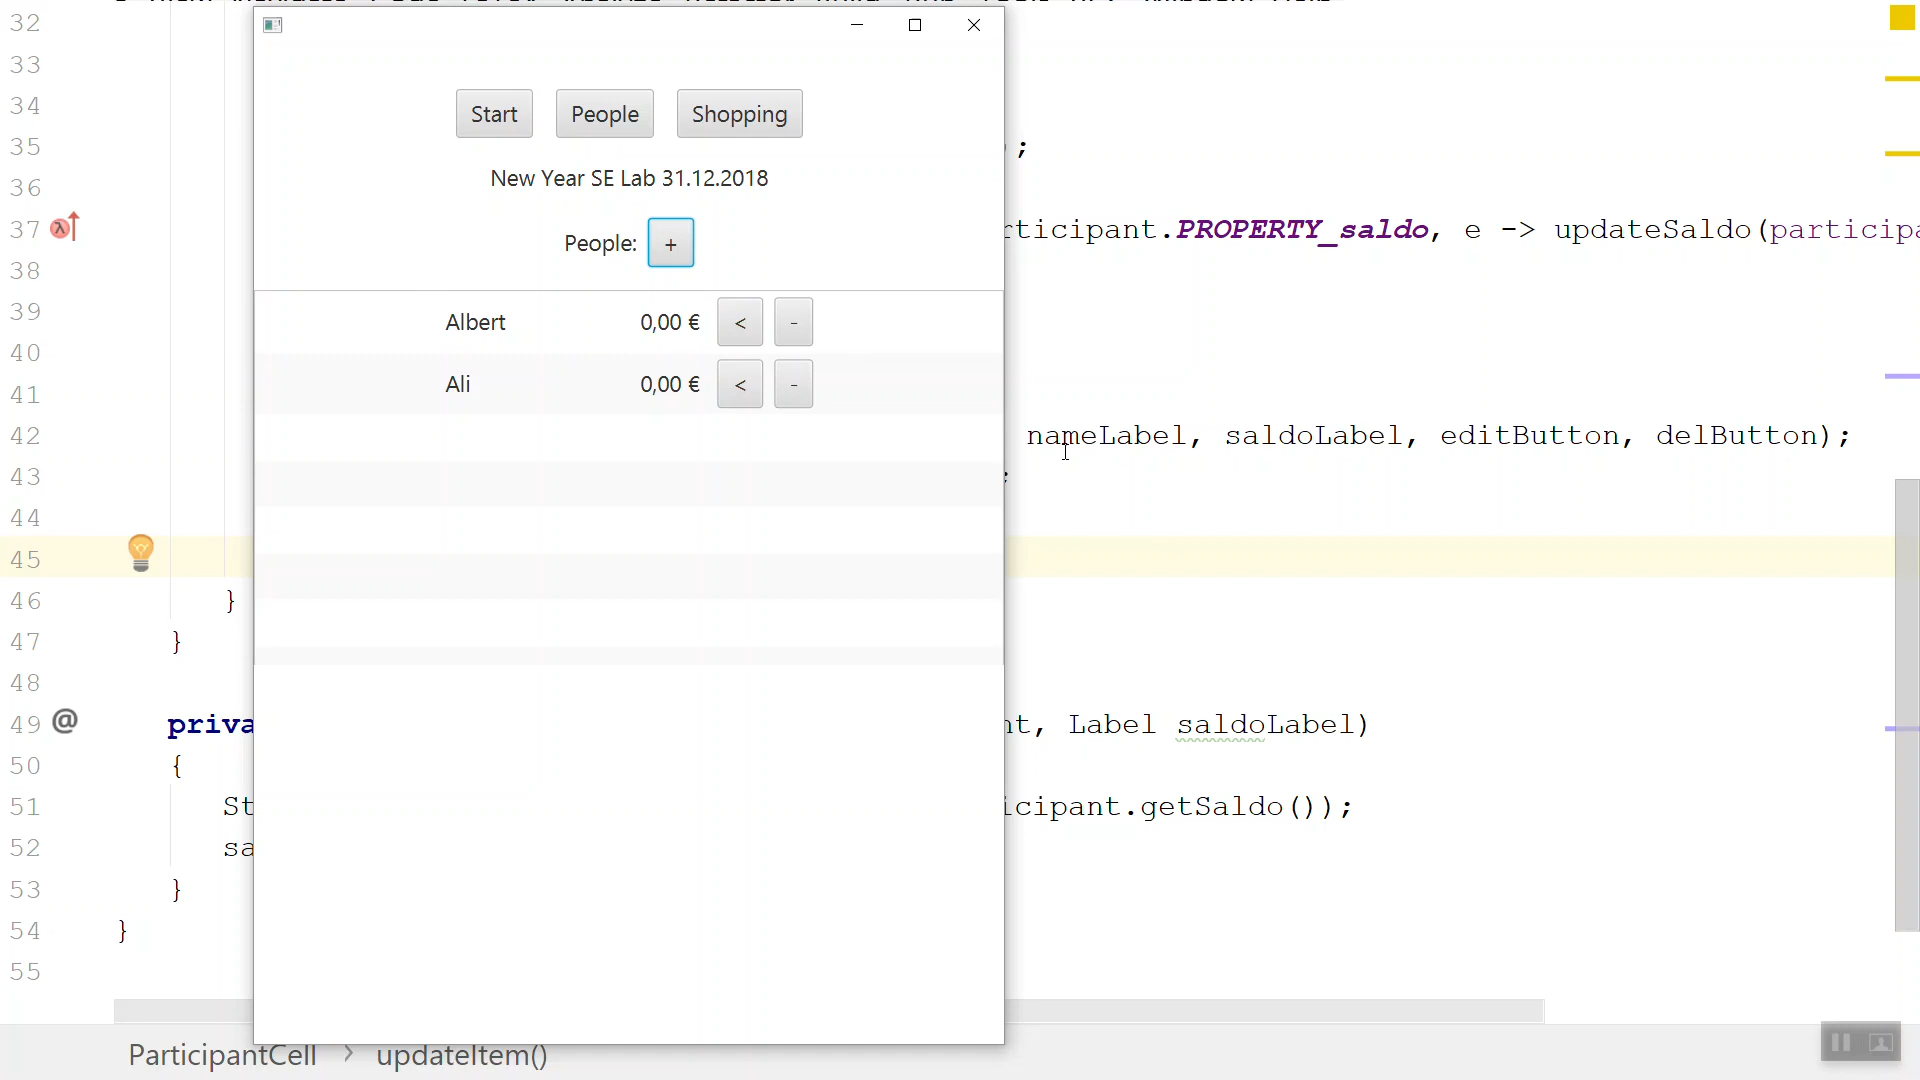 32
33
34
35 ;
36
37 rticipant.PROPERTY_saldo, e -> updateSaldo(participa
38
39
40
41
42 nameLabel, saldoLabel, editButton, delButton);
43 ;
44
45
46 }
47 }
48
49 @ priva nt, Label saldoLabel)
50 {
51 St icipant.getSaldo());
52 sa
53 }
54 }
55
Start People Shopping
New Year SE Lab 31.12.2018
People: +
Albert 0,00 € < -
Ali 0,00 € < -
ParticipantCell > updateItem()